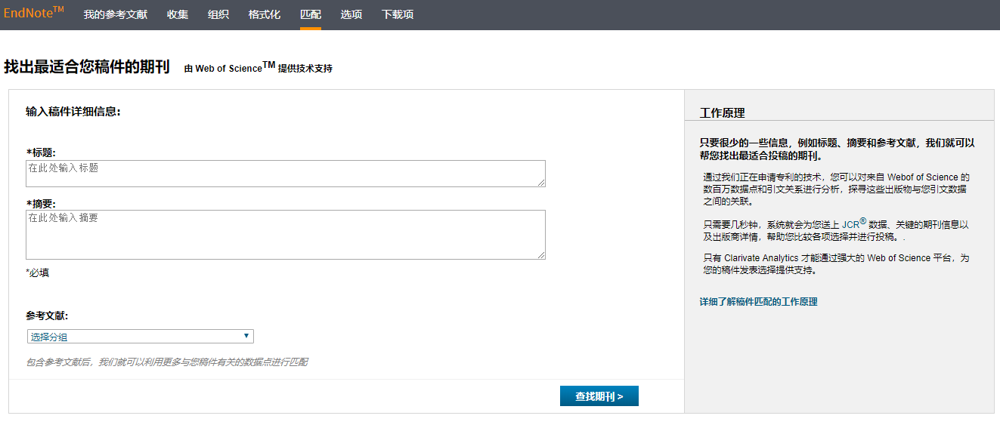 EndNote™ 我的参考文献 收集 组织 格式化 匹配 选项 下载项
找出最适合您稿件的期刊 由 Web of Science™ 提供技术支持
输入稿件详细信息:
*标题:
在此处输入标题
*摘要:
在此处输入摘要
*必填
参考文献:
选择分组
包含参考文献后，我们就可以利用更多与您稿件有关的数据点进行匹配
查找期刊 >
工作原理
只要很少的一些信息，例如标题、摘要和参考文献，我们就可以
帮您找出最适合投稿的期刊。
通过我们正在申请专利的技术，您可以对来自 Webof of Science 的
数百万数据点和引文关系进行分析，探寻这些出版物与您引文数据
之间的关联。
只需要几秒钟，系统就会为您送上 JCR® 数据、关键的期刊信息以
及出版商详情，帮助您比较各项选择并进行投稿。.
只有 Clarivate Analytics 才能通过强大的 Web of Science 平台，为
您的稿件发表选择提供支持。
详细了解稿件匹配的工作原理